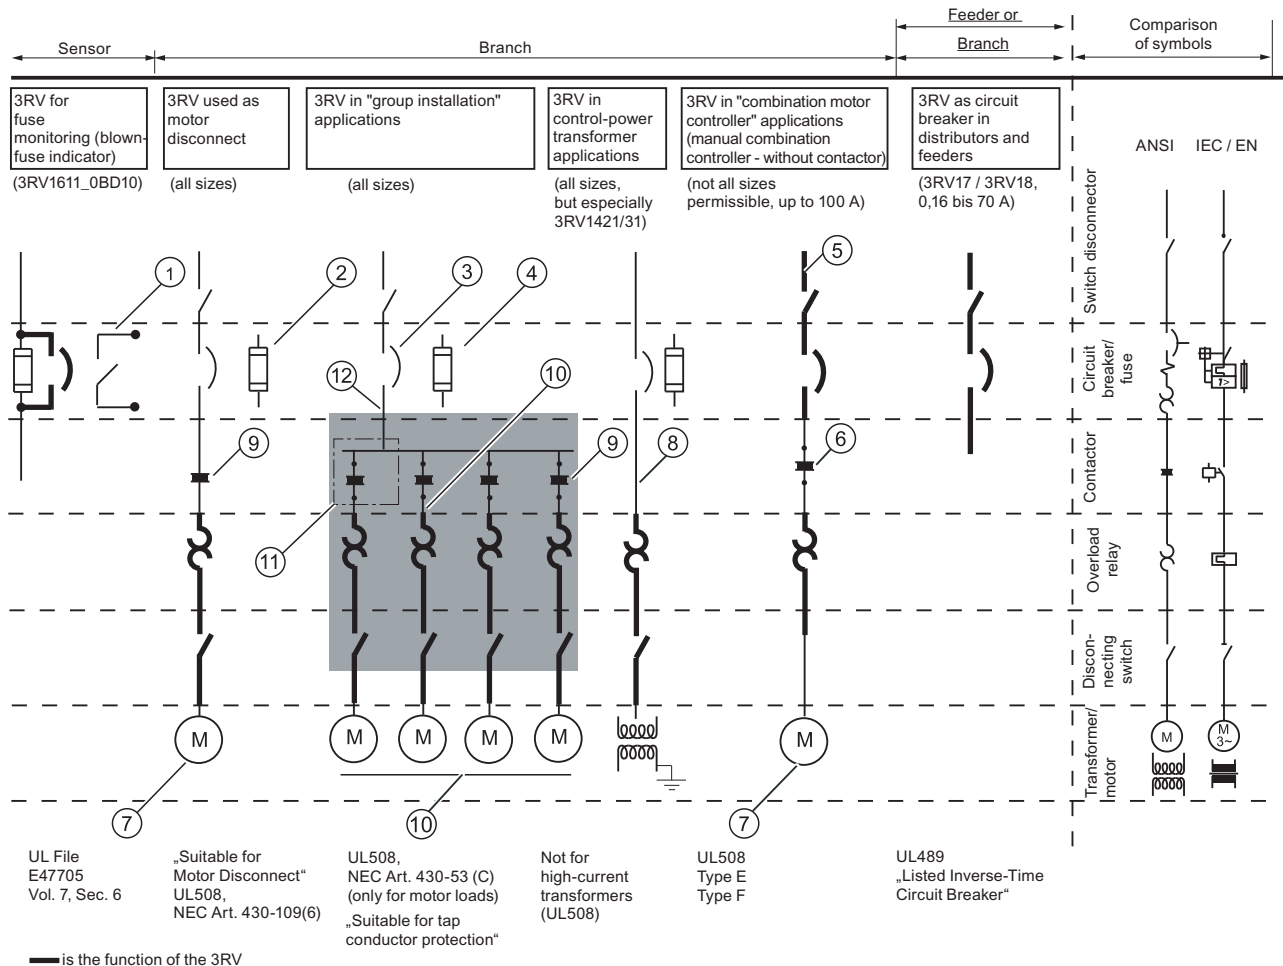 Sensor
Branch
Feeder or
Branch
Comparison
of symbols
3RV for
fuse
monitoring (blown-
fuse indicator)
(3RV1611_0BD10)
3RV used as
motor
disconnect
(all sizes)
3RV in "group installation"
applications
(all sizes)
3RV in
control-power
transformer
applications
(all sizes,
but especially
3RV1421/31)
3RV in "combination motor
controller" applications
(manual combination
controller - without contactor)
(not all sizes
permissible, up to 100 A)
3RV as circuit
breaker in
distributors and
feeders
(3RV17 / 3RV18,
0,16 bis 70 A)
ANSI
IEC / EN
Switch disconnector
1
2
3
4
5
Circuit
breaker/
fuse
1>
12
10
9
9
8
6
Contactor
11
Overload
relay
Discon-
necting
switch
M
M
M
M
M
M
M
M
3~
Transformer/
motor
7
10
7
UL File
E47705
Vol. 7, Sec. 6
„Suitable for
Motor Disconnect“
UL508,
NEC Art. 430-109(6)
UL508,
NEC Art. 430-53 (C)
(only for motor loads)
„Suitable for tap
conductor protection“
Not for
high-current
transformers
(UL508)
UL508
Type E
Type F
UL489
„Listed Inverse-Time
Circuit Breaker“
is the function of the 3RV